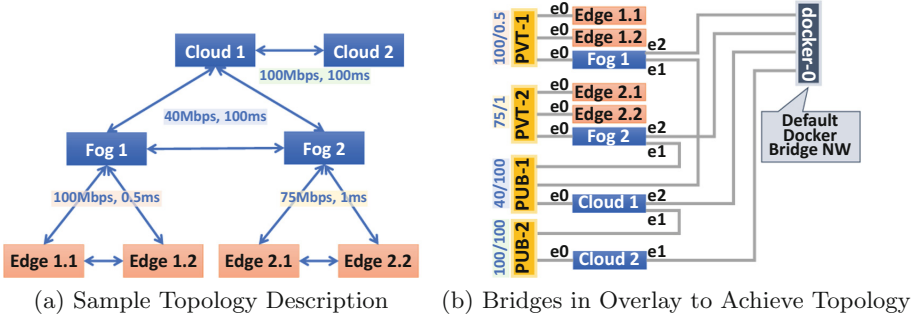 Cloud 1
Cloud 2
100Mbps, 100ms
40Mbps, 100ms
Fog 1
Fog 2
100Mbps, 0.5ms
75Mbps, 1ms
Edge 1.1
Edge 1.2
Edge 2.1
Edge 2.2
(a) Sample Topology Description
100/0.5
PVT-1
e0
Edge 1.1
e0
Edge 1.2
e0
Fog 1
e2
e1
75/1
PVT-2
e0
Edge 2.1
e0
Edge 2.2
e0
Fog 2
e2
e1
40/100
PUB-1
e0
Cloud 1
e2
e1
100/100
PUB-2
e0
Cloud 2
e1
docker-0
Default
Docker
Bridge NW
(b) Bridges in Overlay to Achieve Topology